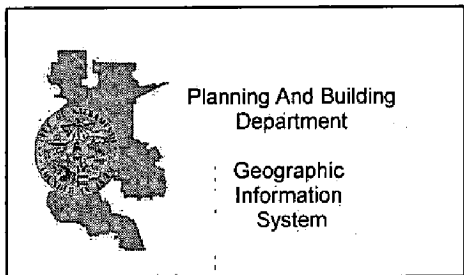 Planning And Building
Department
Geographic
Information
System